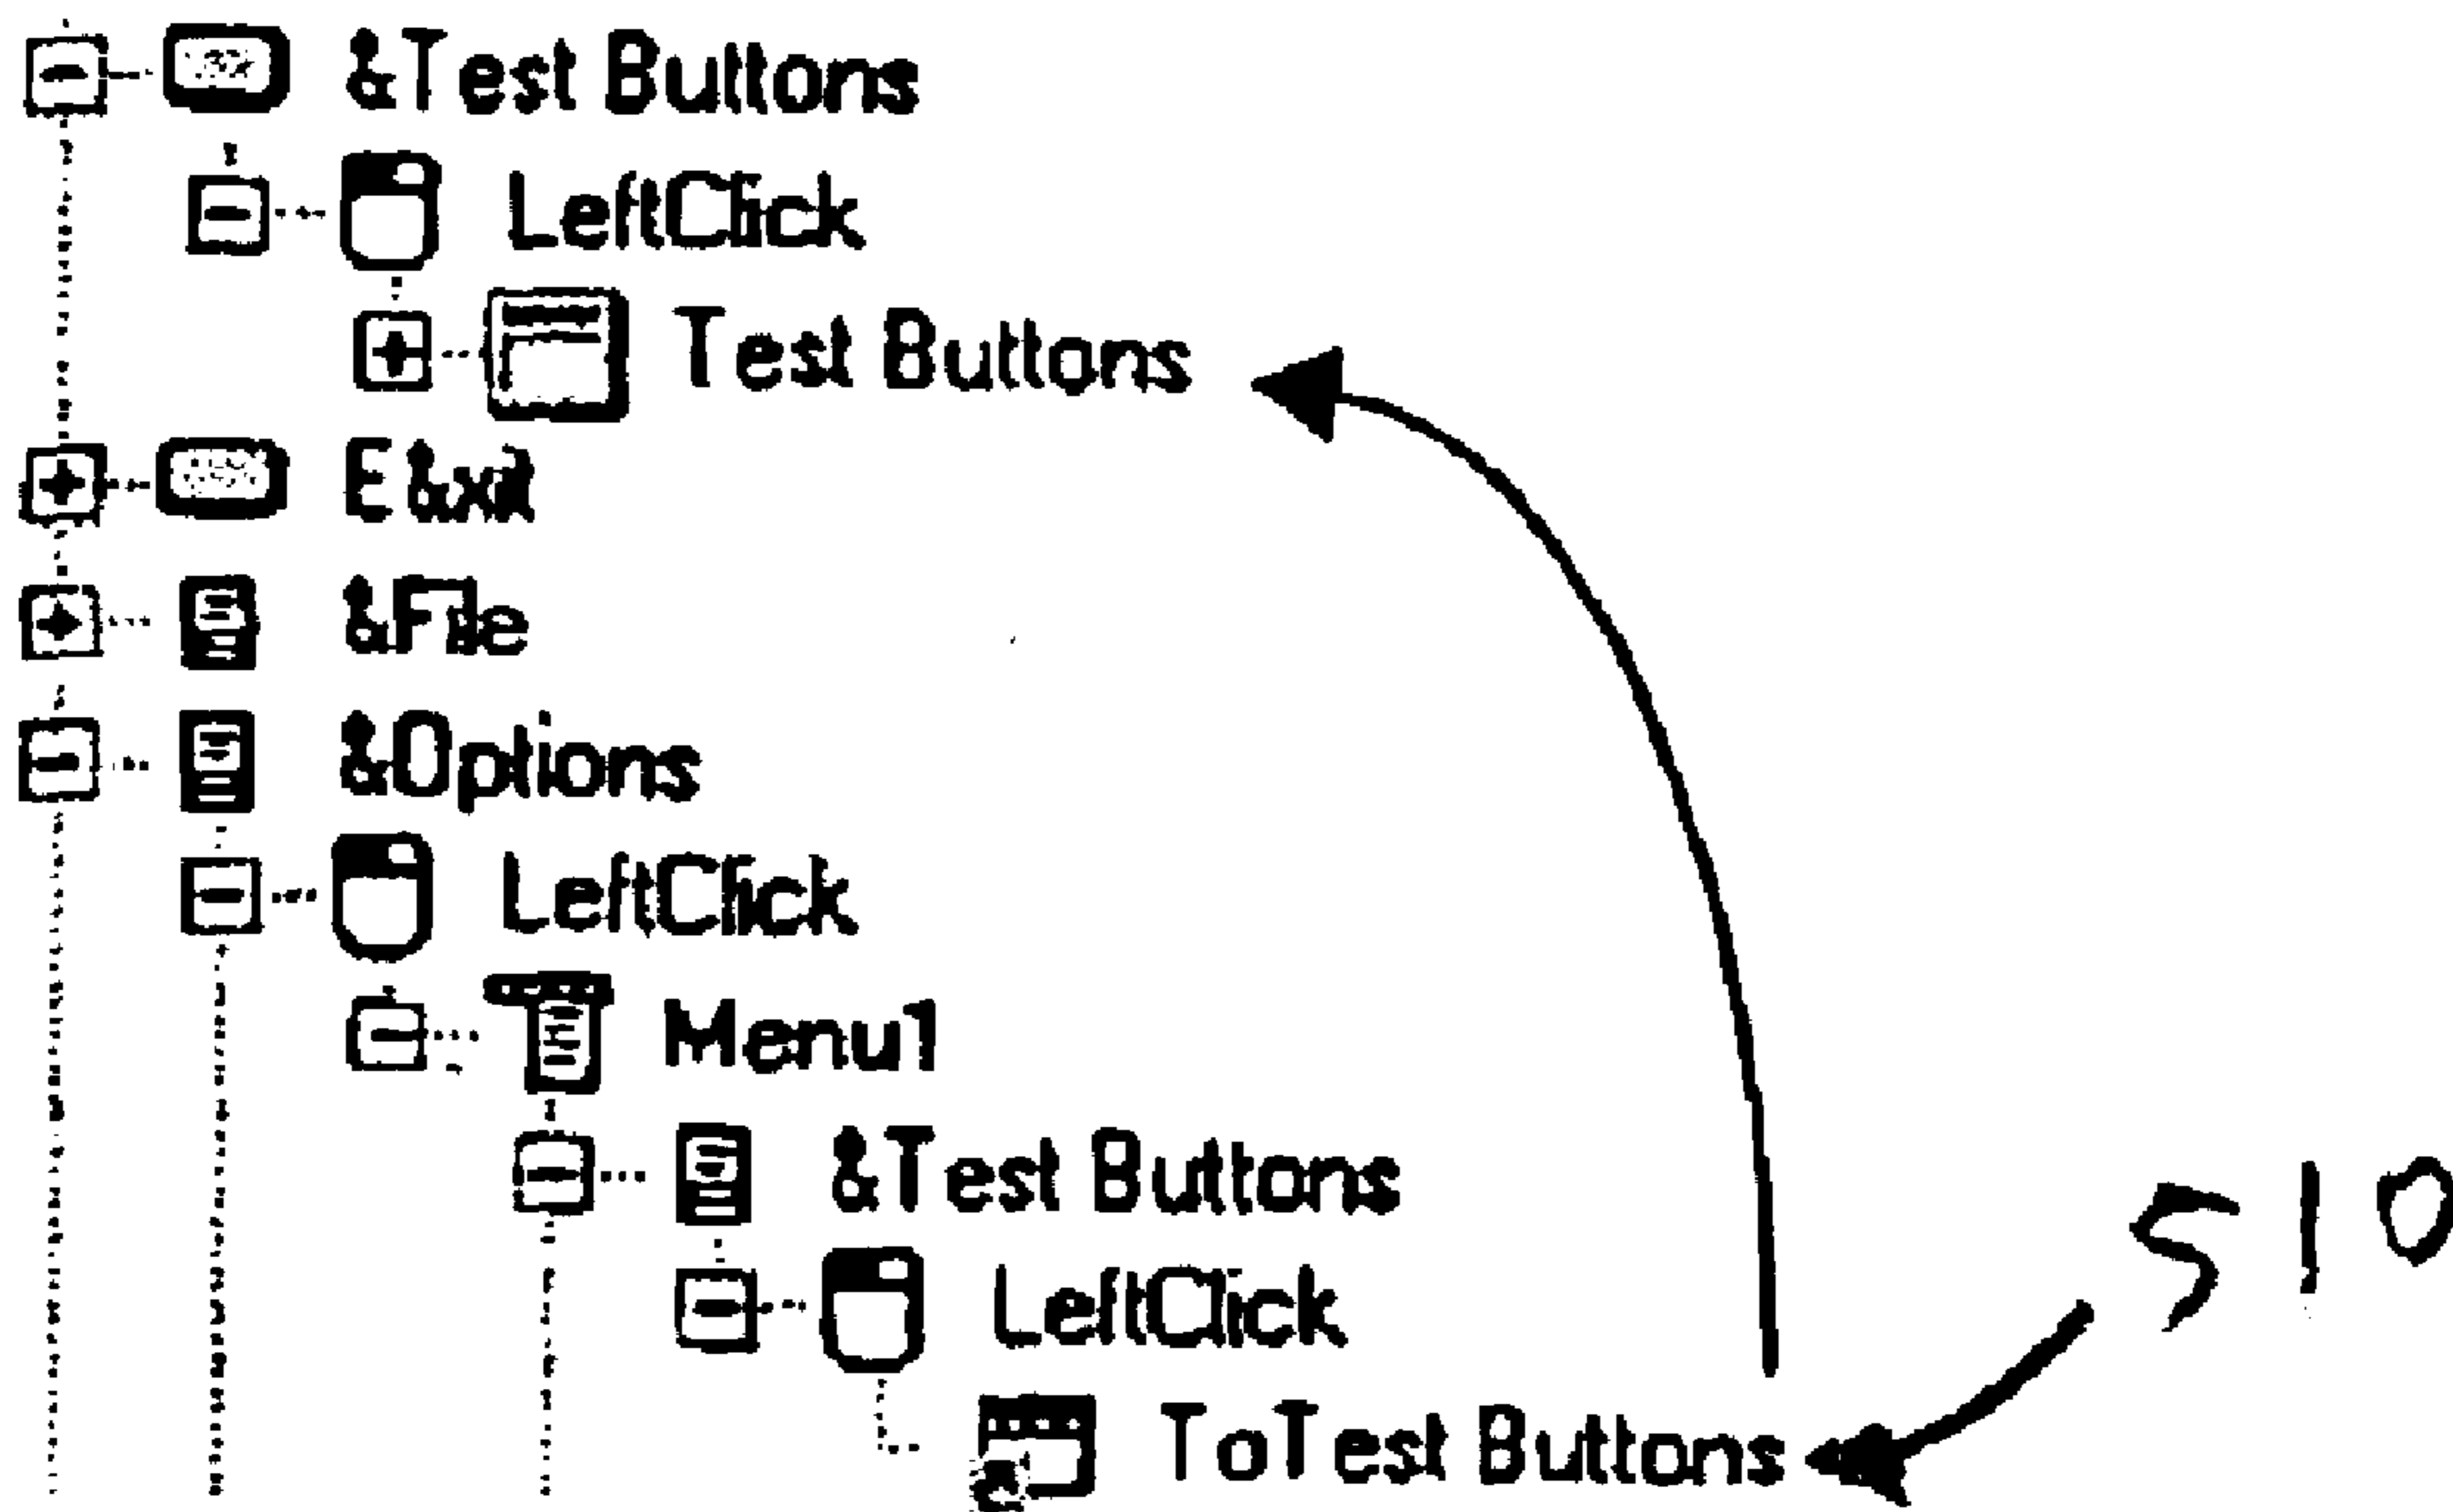 &Test Buttons
LeftClick
Test Buttons
E&xit
&File
&Options
LeftClick
Menu1
&Test Buttons
LeftClick
510
ToTest Buttons